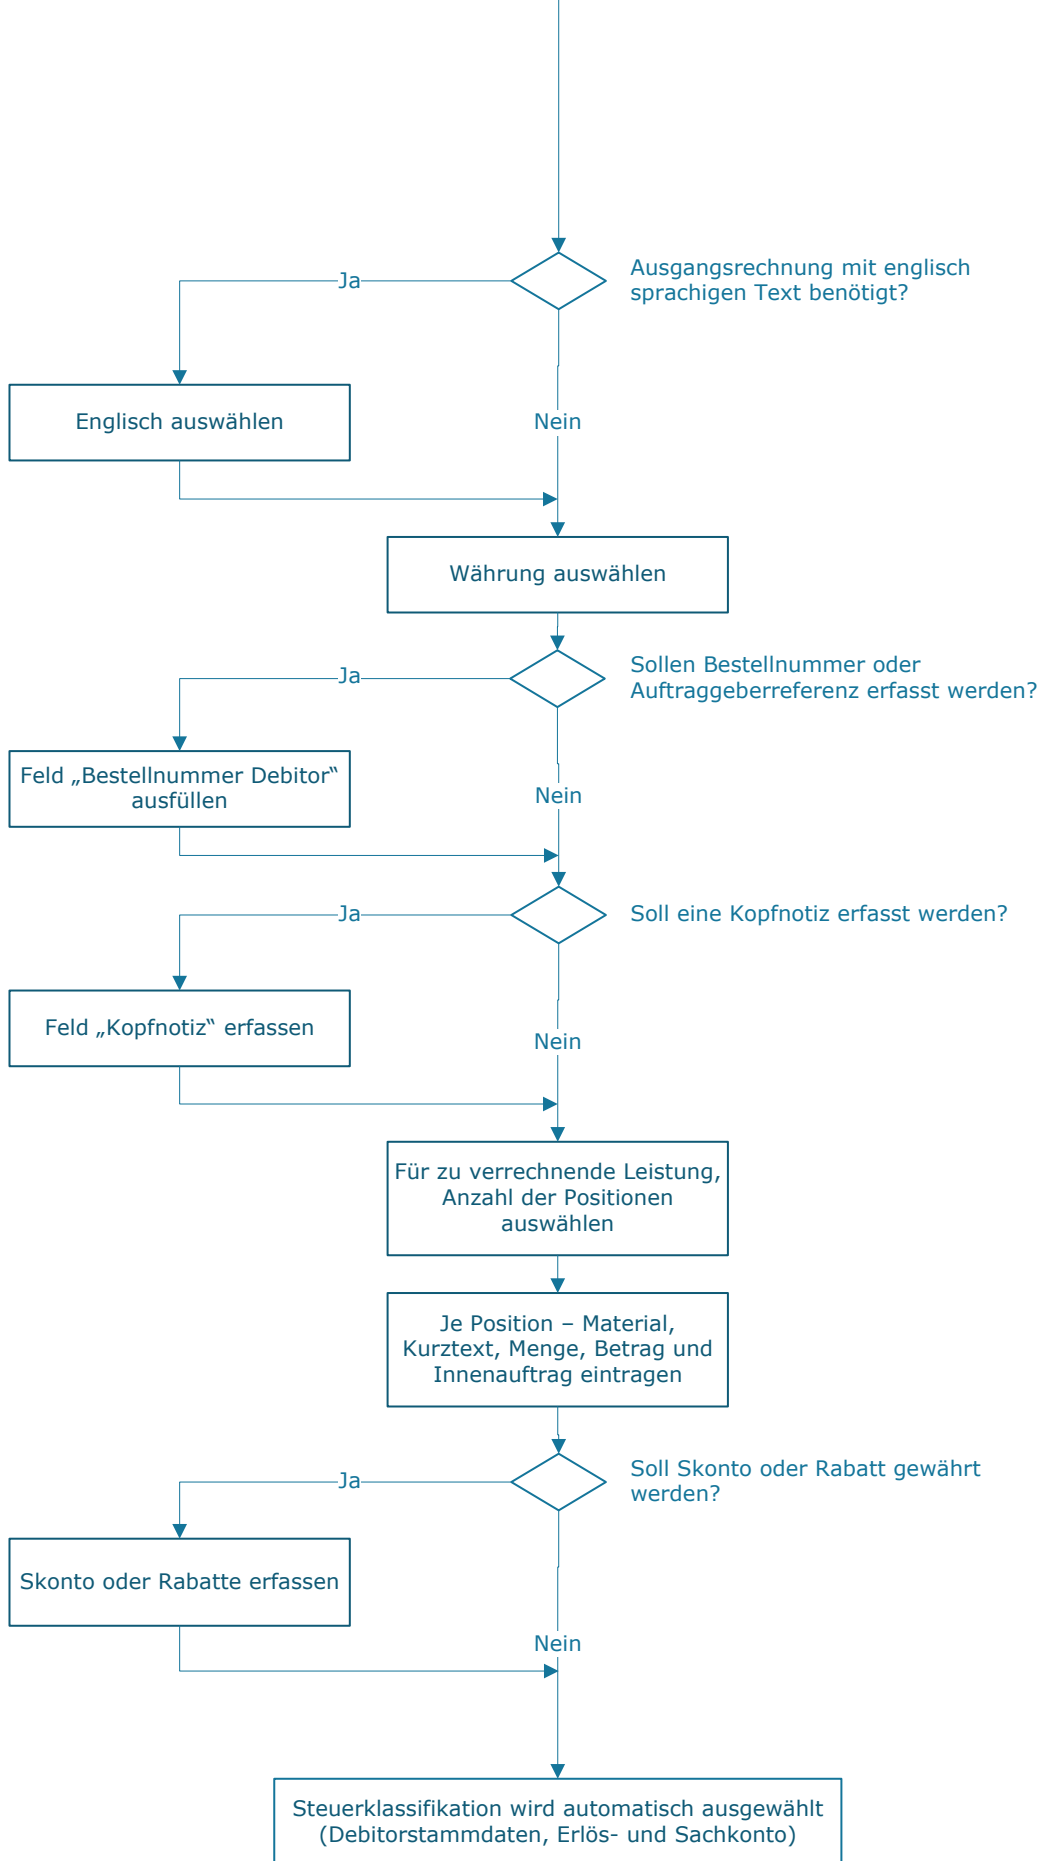 Ausgangsrechnung mit englisch
sprachigen Text benötigt?
Ja
Englisch auswählen
Nein
Währung auswählen
Sollen Bestellnummer oder
Auftraggeberreferenz erfasst werden?
Ja
Feld „Bestellnummer Debitor“
ausfüllen
Nein
Ja
Soll eine Kopfnotiz erfasst werden?
Feld „Kopfnotiz“ erfassen
Nein
Für zu verrechnende Leistung,
Anzahl der Positionen
auswählen
Je Position – Material,
Kurztext, Menge, Betrag und
Innenauftrag eintragen
Soll Skonto oder Rabatt gewährt
werden?
Ja
Skonto oder Rabatte erfassen
Nein
Steuerklassifikation wird automatisch ausgewählt
(Debitorstammdaten, Erlös- und Sachkonto)